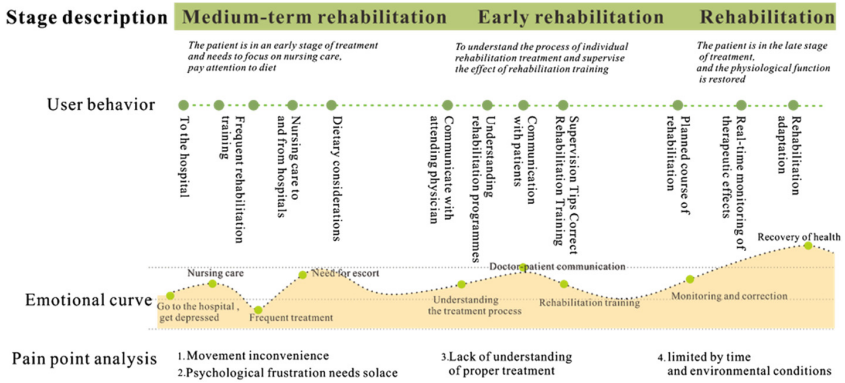 Stage description
Medium-term rehabilitation
Early rehabilitation
Rehabilitation
The patient is in an early stage of treatment
and needs to focus on nursing care,
pay attention to diet
To understand the process of individual
rehabilitation treatment and supervise
the effect of rehabilitation training
The patient is in the late stage
of treatment,
and the physiological function
is restored
User behavior
To the hospital
Frequent rehabilitation
training
Nursing care to
and from hospitals
Dietary considerations
Communicate with
attending physician
Understanding
rehabilitation programmes
Communication
with patients
Supervision Tips Correct
Rehabilitation Training
Planned course of
rehabilitation
Real-time monitoring of
therapeutic effects
Rehabilitation
adaptation
Emotional curve
Go to the hospital ,
get depressed
Nursing care
Frequent treatment
Need for escort
Understanding
the treatment process
Doctor-patient communication
Rehabilitation training
Monitoring and correction
Recovery of health
Pain point analysis
1.Movement inconvenience
2.Psychological frustration needs solace
3.Lack of understanding
of proper treatment
4. limited by time
and environmental conditions